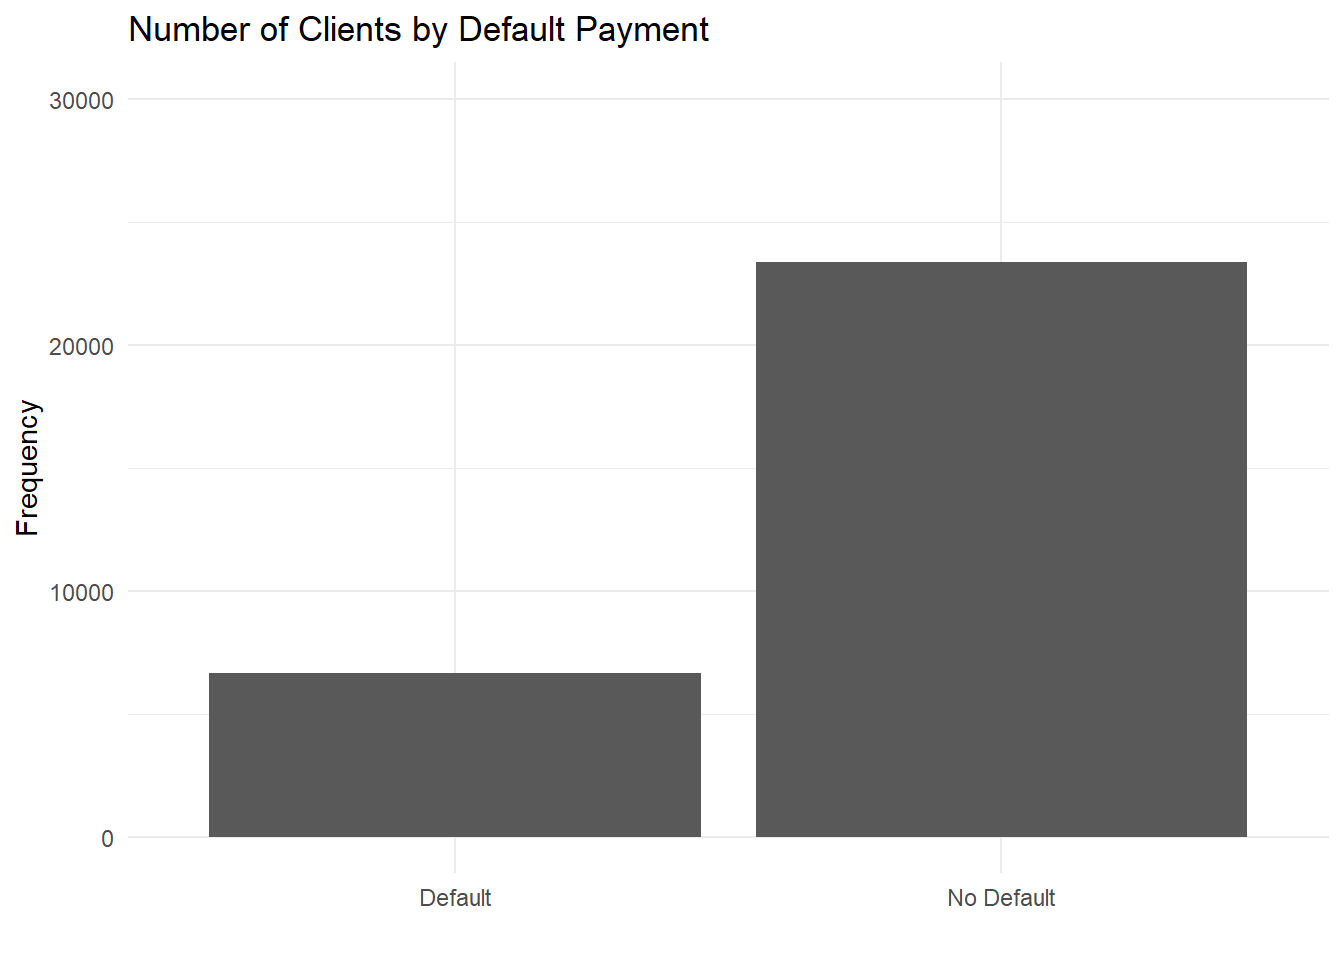 Number of Clients by Default Payment
30000
20000
10000
0
Frequency
Default
No Default